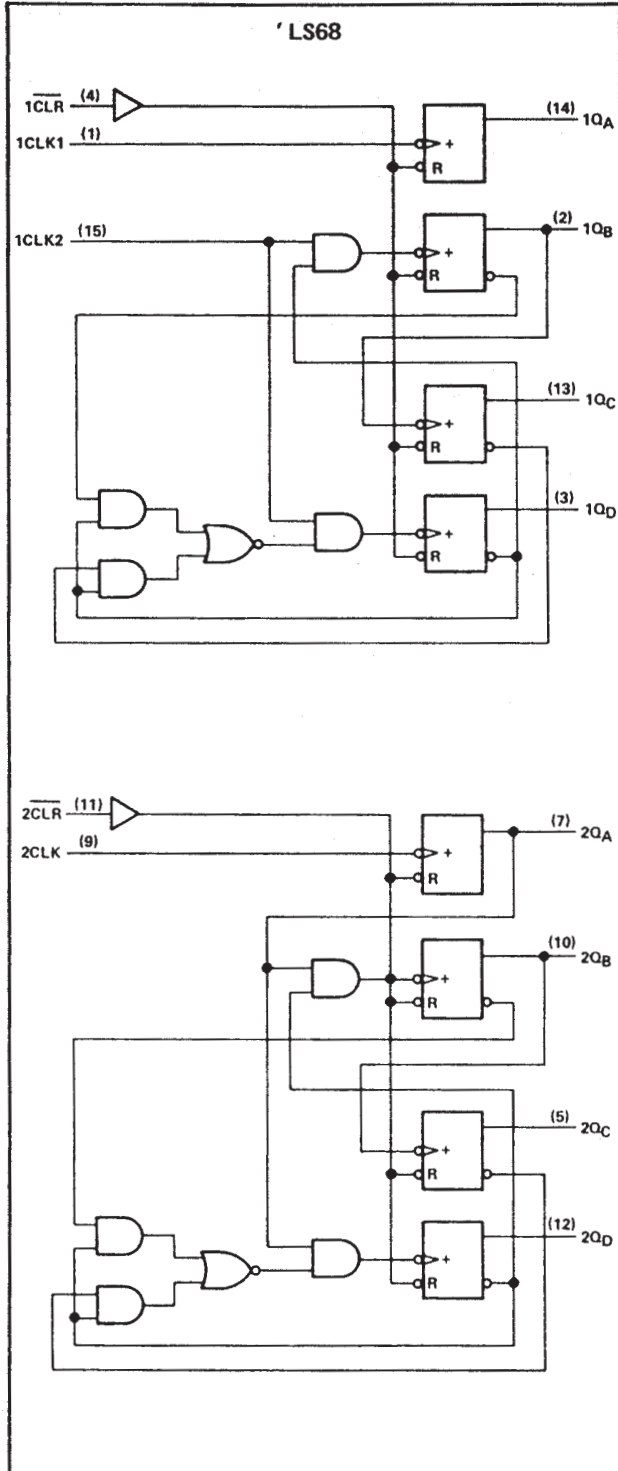 'LS68
1CLR (4)
(14) 1QA
1CLK1 (1)
+
R
1CLK2 (15)
(2) 1QB
+
R
(13) 1QC
+
R
(3) 1QD
+
R
2CLR (11)
(7) 2QA
2CLK (9)
+
R
(10) 2QB
+
R
(5) 2QC
+
R
(12) 2QD
+
R